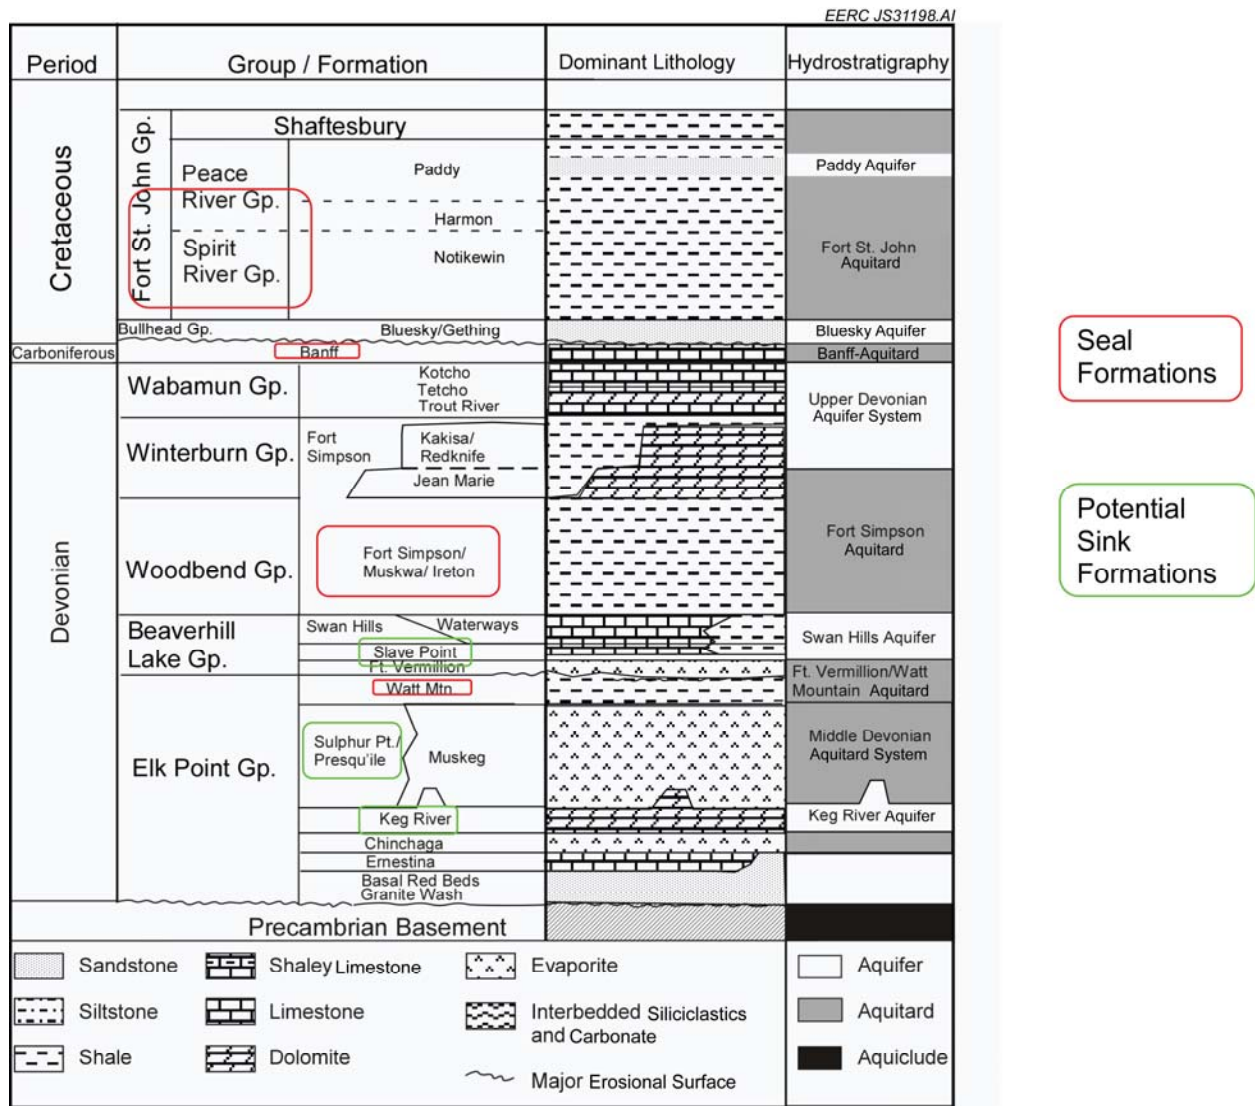 EERC JS31198.AI
Period
Group / Formation
Dominant Lithology
Hydrostratigraphy
Cretaceous
Fort St. John Gp.
Shaftesbury
Peace
River Gp.
Paddy
Harmon
Spirit
River Gp.
Notikewin
Paddy Aquifer
Fort St. John
Aquitard
Bullhead Gp.
Bluesky/Gething
Bluesky Aquifer
Carboniferous
Banff
Banff-Aquitard
Devonian
Wabamun Gp.
Kotcho
Tetcho
Trout River
Upper Devonian
Aquifer System
Winterburn Gp.
Fort
Simpson
Kakisa/
Redknife
Jean Marie
Woodbend Gp.
Fort Simpson/
Muskwa/ Ireton
Fort Simpson
Aquitard
Beaverhill
Lake Gp.
Swan Hills
Waterways
Slave Point
Ft. Vermillion
Swan Hills Aquifer
Ft. Vermillion/Watt
Mountain Aquitard
Elk Point Gp.
Watt Mtn
Sulphur Pt./
Presqu'ile
Muskeg
Middle Devonian
Aquitard System
Keg River
Keg River Aquifer
Chinchaga
Ernestina
Basal Red Beds
Granite Wash
Precambrian Basement
Sandstone
Siltstone
Shale
Shaley Limestone
Limestone
Dolomite
Evaporite
Interbedded Siliciclastics
and Carbonate
Major Erosional Surface
Aquifer
Aquitard
Aquiclude
Seal
Formations
Potential
Sink
Formations